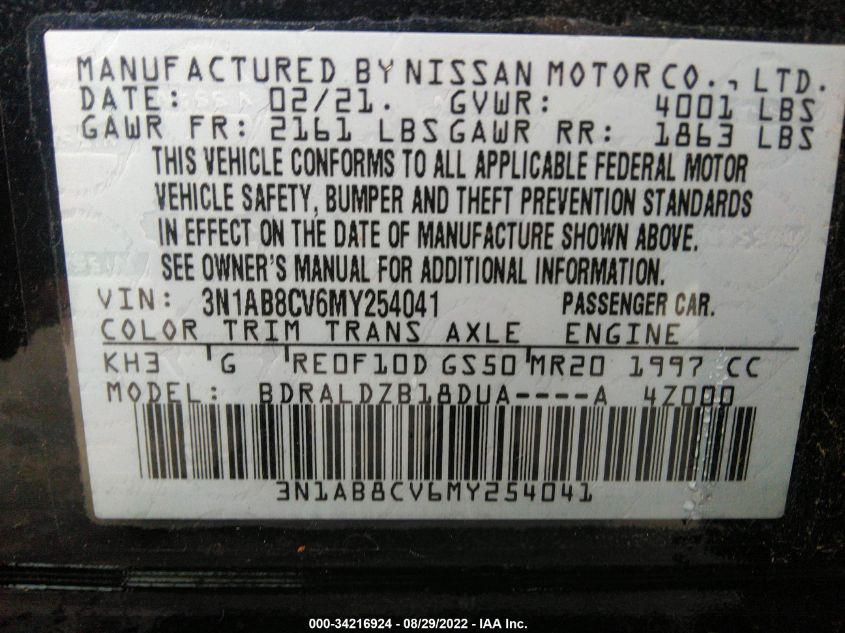 MANUFACTURED BY NISSAN MOTOR CO., LTD.
DATE: 02/21. GVWR: 4001 LBS
GAWR FR: 2161 LBS GAWR RR: 1863 LBS
THIS VEHICLE CONFORMS TO ALL APPLICABLE FEDERAL MOTOR
VEHICLE SAFETY, BUMPER AND THEFT PREVENTION STANDARDS
IN EFFECT ON THE DATE OF MANUFACTURE SHOWN ABOVE.
SEE OWNER'S MANUAL FOR ADDITIONAL INFORMATION.
VIN: 3N1AB8CV6MY254041 PASSENGER CAR.
COLOR TRIM TRANS AXLE ENGINE
KH3 G RE0F10D GS50 MR20 1997 CC
MODEL: BDRALDZB18DUA----A 4Z000
3N1AB8CV6MY254041
000-34216924 - 08/29/2022 - IAA Inc.